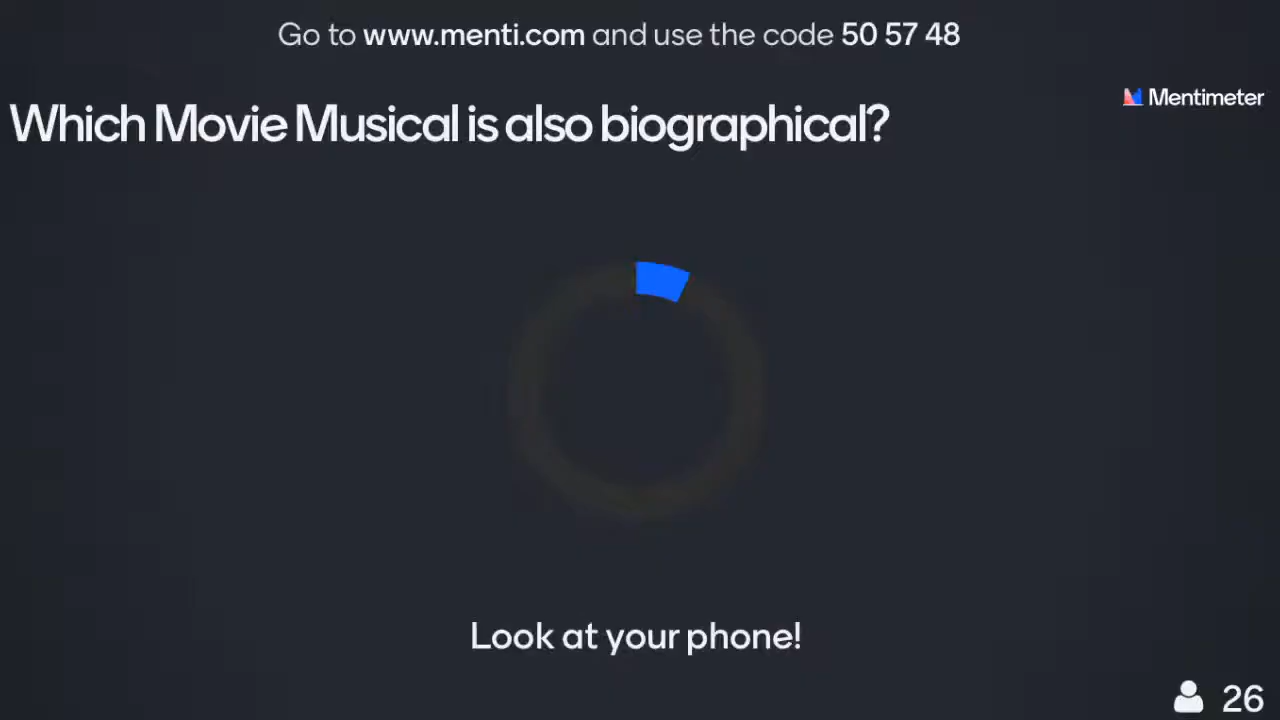 Go to www.menti.com and use the code 50 57 48
Mentimeter
Which Movie Musical is also biographical?
Look at your phone!
26